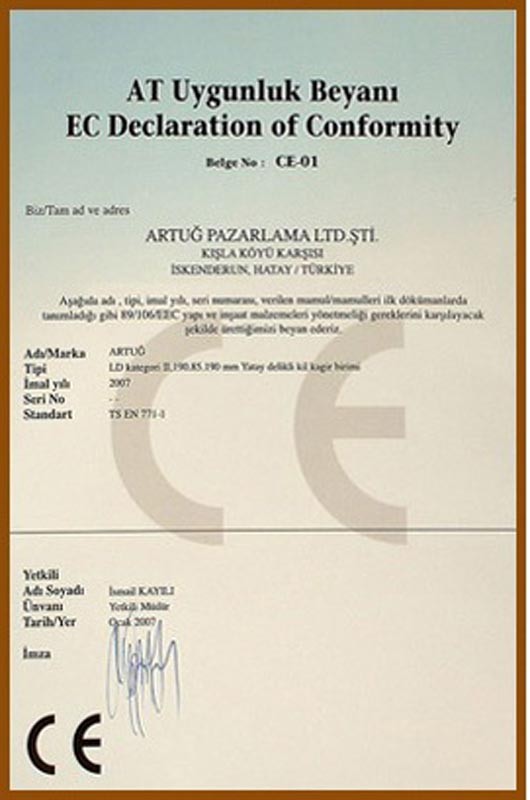 AT Uygunluk Beyanı
EC Declaration of Conformity
Belge No : CE-01
Biz/Tam ad ve adres
ARTUĞ PAZARLAMA LTD.ŞTİ.
KIŞLA KÖYÜ KARŞISI
İSKENDERUN, HATAY / TÜRKİYE
Aşağıda adı , tipi, imal yılı, seri numarası, verilen mamul/mamulleri ilk dökümanlarda
tanımladığı gibi 89/106/EEC yapı ve inşaat malzemeleri yönetmeliği gereklerini karşılayacak
şekilde ürettiğimizi beyan ederiz.
Adı/Marka ARTUĞ
Tipi LD kategori II,190.85.190 mm Yatay delikli kil kagir birimi
İmal yılı 2007
Seri No - -
Standart TS EN 771-1
CE
Yetkili
Adı Soyadı İsmail KAYILI
Ünvanı Yetkili Müdür
Tarih/Yer Ocak 2007
İmza
CE